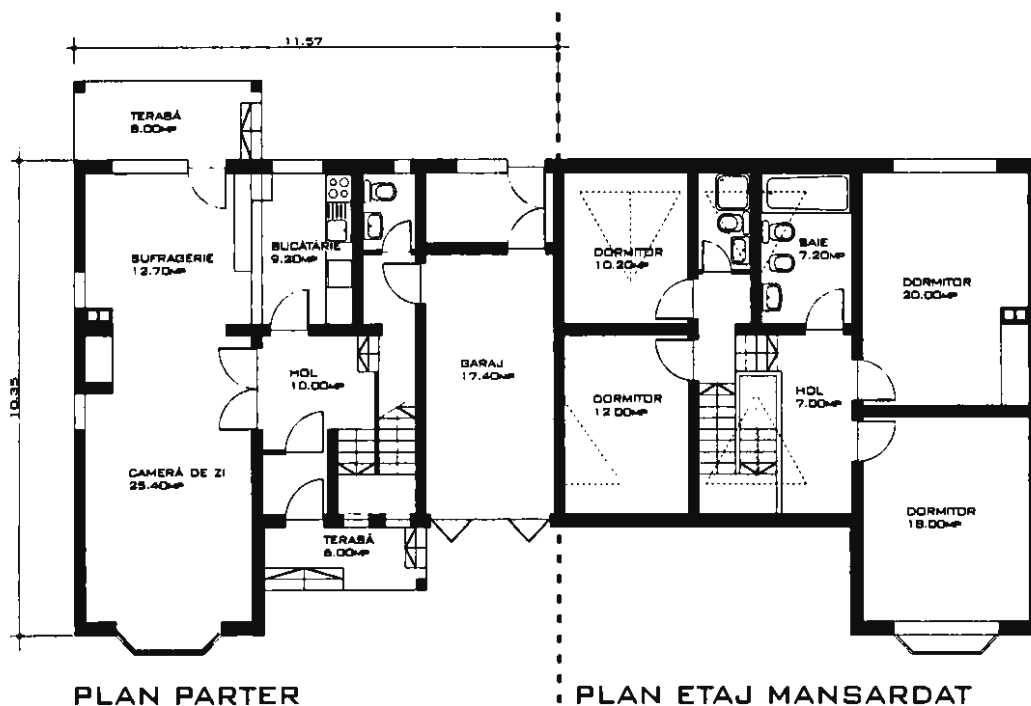 11.57
10.35
TERASĂ
8.00MP
SUFRAGERIE
12.70MP
BUCĂTĂRIE
9.20MP
HOL
10.00MP
GARAJ
17.40MP
CAMERĂ DE ZI
25.40MP
TERASĂ
6.00MP
PLAN PARTER
DORMITOR
10.20MP
BAIE
7.20MP
DORMITOR
20.00MP
DORMITOR
12.00MP
HOL
7.00MP
DORMITOR
18.00MP
PLAN ETAJ MANSARDAT